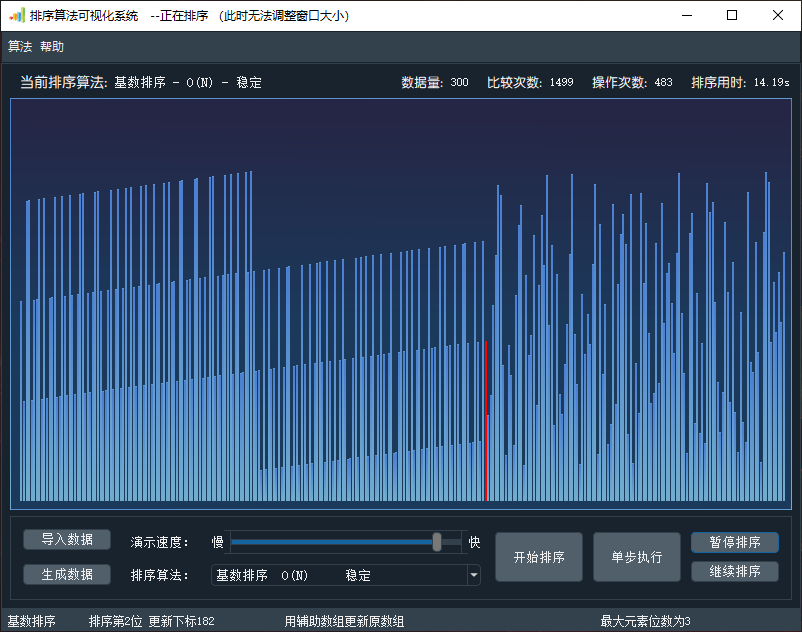 排序算法可视化系统 --正在排序 (此时无法调整窗口大小)
算法 帮助
当前排序算法: 基数排序 - O(N) - 稳定 数据量: 300 比较次数: 1499 操作次数: 483 排序用时: 14.19s
导入数据 演示速度: 慢 快 开始排序 单步执行 暂停排序
生成数据 排序算法: 基数排序 O(N) 稳定 继续排序
基数排序 排序第2位 更新下标182 用辅助数组更新原数组 最大元素位数为3